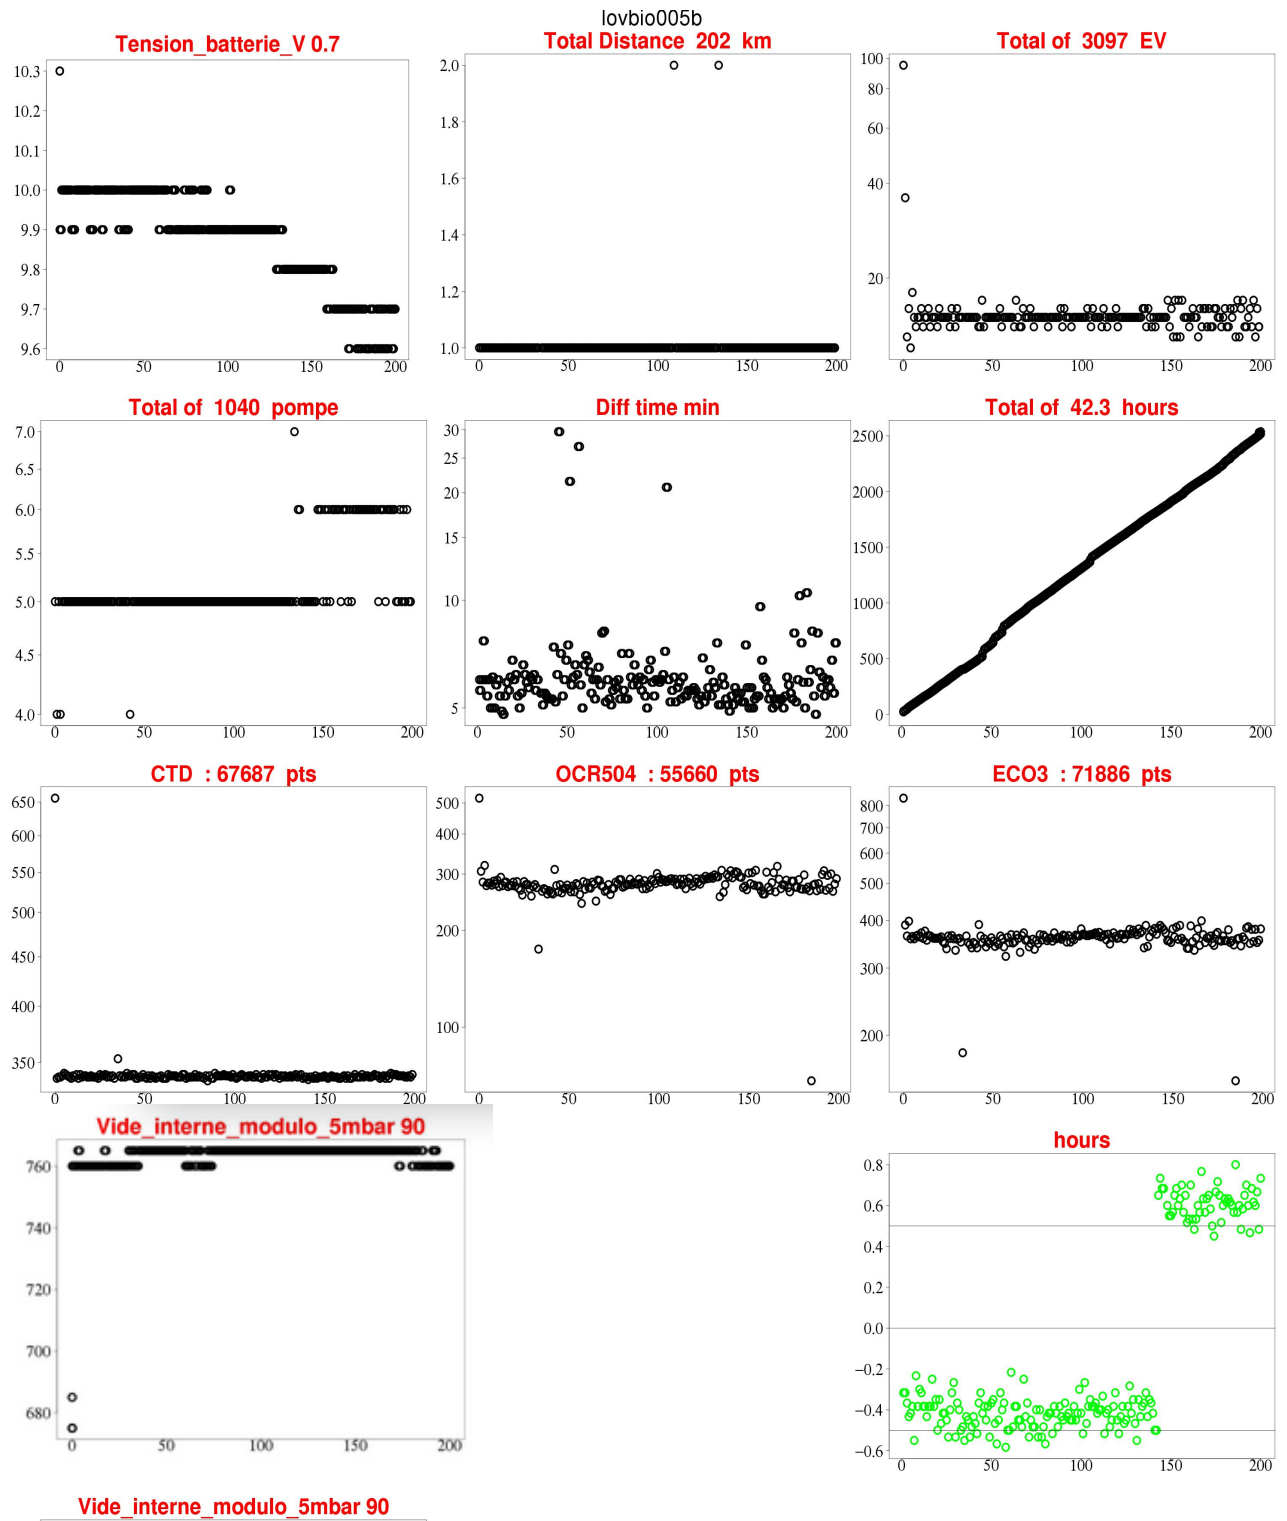 lovbio005b
Tension_batterie_V 0.7
Total Distance 202 km
Total of 3097 EV
10.3
10.2
10.1
10.0
9.9
9.8
9.7
9.6
0 50 100 150 200
2.0
1.8
1.6
1.4
1.2
1.0
0 50 100 150 200
100
80
60
40
20
0 50 100 150 200
Total of 1040 pompe
Diff time min
Total of 42.3 hours
7.0
6.5
6.0
5.5
5.0
4.5
4.0
0 50 100 150 200
30
25
20
15
10
5
0 50 100 150 200
2500
2000
1500
1000
500
0
0 50 100 150 200
CTD : 67687 pts
OCR504 : 55660 pts
ECO3 : 71886 pts
650
600
550
500
450
400
350
0 50 100 150 200
500
400
300
200
100
0 50 100 150 200
800
700
600
500
400
300
200
0 50 100 150 200
Vide_interne_modulo_5mbar 90
760
740
720
700
680
0 50 100 150 200
hours
0.8
0.6
0.4
0.2
0.0
−0.2
−0.4
−0.6
0 50 100 150 200
Vide_interne_modulo_5mbar 90